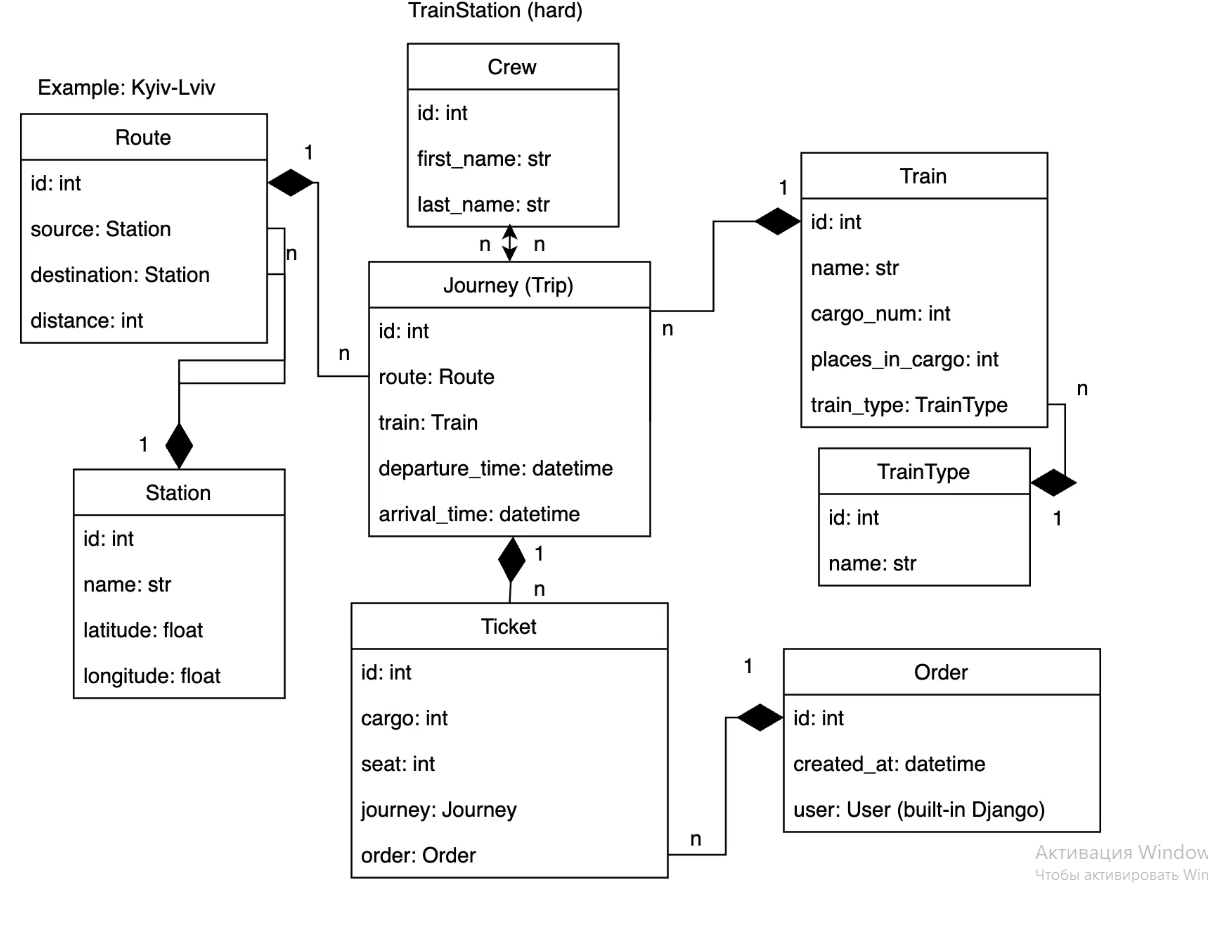 TrainStation (hard)
Example: Kyiv-Lviv
Route
id: int
source: Station
destination: Station
distance: int
1
n
n
Crew
id: int
first_name: str
last_name: str
n
n
Journey (Trip)
id: int
route: Route
train: Train
departure_time: datetime
arrival_time: datetime
1
n
Train
id: int
name: str
cargo_num: int
places_in_cargo: int
train_type: TrainType
n
TrainType
id: int
name: str
1
1
Station
id: int
name: str
latitude: float
longitude: float
1
n
Ticket
id: int
cargo: int
seat: int
journey: Journey
order: Order
n
1
Order
id: int
created_at: datetime
user: User (built-in Django)
Активация Window
Чтобы активировать Win